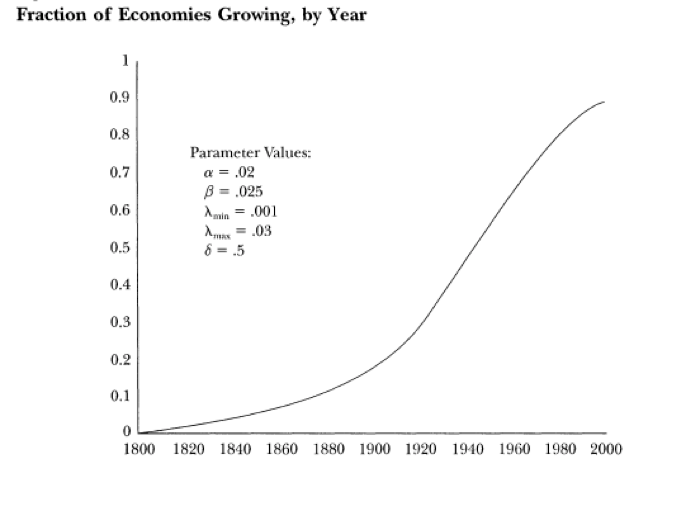 Fraction of Economies Growing, by Year
1
0.9
0.8
Parameter Values:
0.7
α = .02
β = .025
0.6
λmin = .001
λmax = .03
0.5
δ = .5
0.4
0.3
0.2
0.1
0
1800 1820 1840 1860 1880 1900 1920 1940 1960 1980 2000